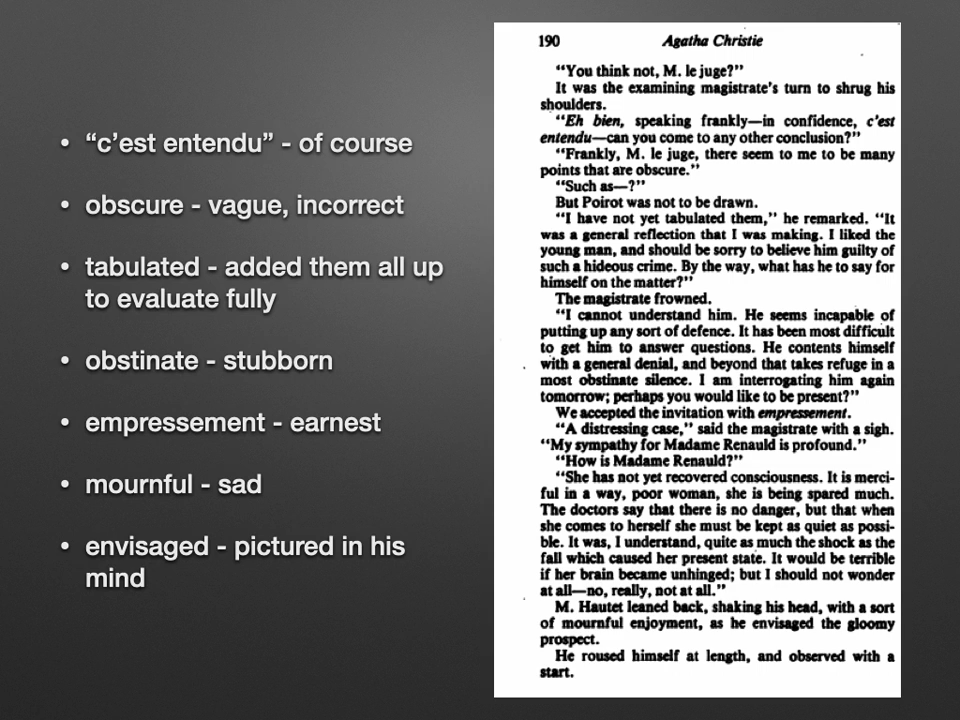 • “c’est entendu” - of course
• obscure - vague, incorrect
• tabulated - added them all up
to evaluate fully
• obstinate - stubborn
• empressement - earnest
• mournful - sad
• envisaged - pictured in his
mind
190 Agatha Christie
“You think not, M. le juge?”
It was the examining magistrate’s turn to shrug his
shoulders.
“Eh bien, speaking frankly—in confidence, c’est
entendu—can you come to any other conclusion?”
“Frankly, M. le juge, there seem to me to be many
points that are obscure.”
“Such as—?”
But Poirot was not to be drawn.
“I have not yet tabulated them,” he remarked. “It
was a general reflection that I was making. I liked the
young man, and should be sorry to believe him guilty of
such a hideous crime. By the way, what has he to say for
himself on the matter?”
The magistrate frowned.
“I cannot understand him. He seems incapable of
putting up any sort of defence. It has been most difficult
to get him to answer questions. He contents himself
with a general denial, and beyond that takes refuge in a
most obstinate silence. I am interrogating him again
tomorrow; perhaps you would like to be present?”
We accepted the invitation with empressement.
“A distressing case,” said the magistrate with a sigh.
“My sympathy for Madame Renauld is profound.”
“How is Madame Renauld?”
“She has not yet recovered consciousness. It is merci-
ful in a way, poor woman, she is being spared much.
The doctors say that there is no danger, but that when
she comes to herself she must be kept as quiet as possi-
ble. It was, I understand, quite as much the shock as the
fall which caused her present state. It would be terrible
if her brain became unhinged; but I should not wonder
at all—no, really, not at all.”
M. Hautet leaned back, shaking his head, with a sort
of mournful enjoyment, as he envisaged the gloomy
prospect.
He roused himself at length, and observed with a
start.